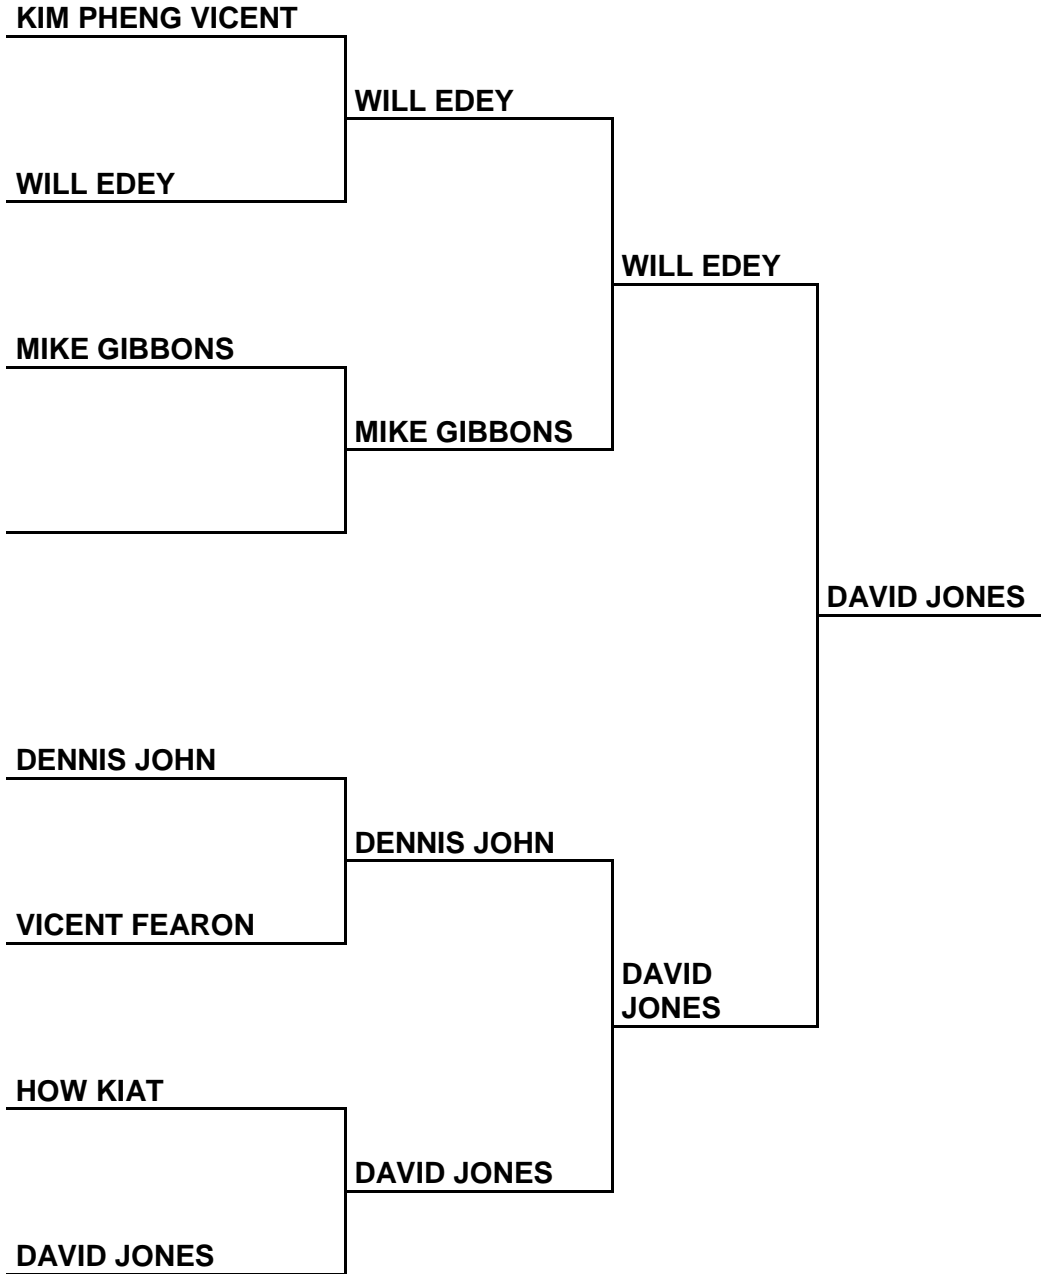 KIM PHENG VICENT
WILL EDEY
WILL EDEY
WILL EDEY
MIKE GIBBONS
MIKE GIBBONS
DAVID JONES
DENNIS JOHN
DENNIS JOHN
VICENT FEARON
DAVID
JONES
HOW KIAT
DAVID JONES
DAVID JONES